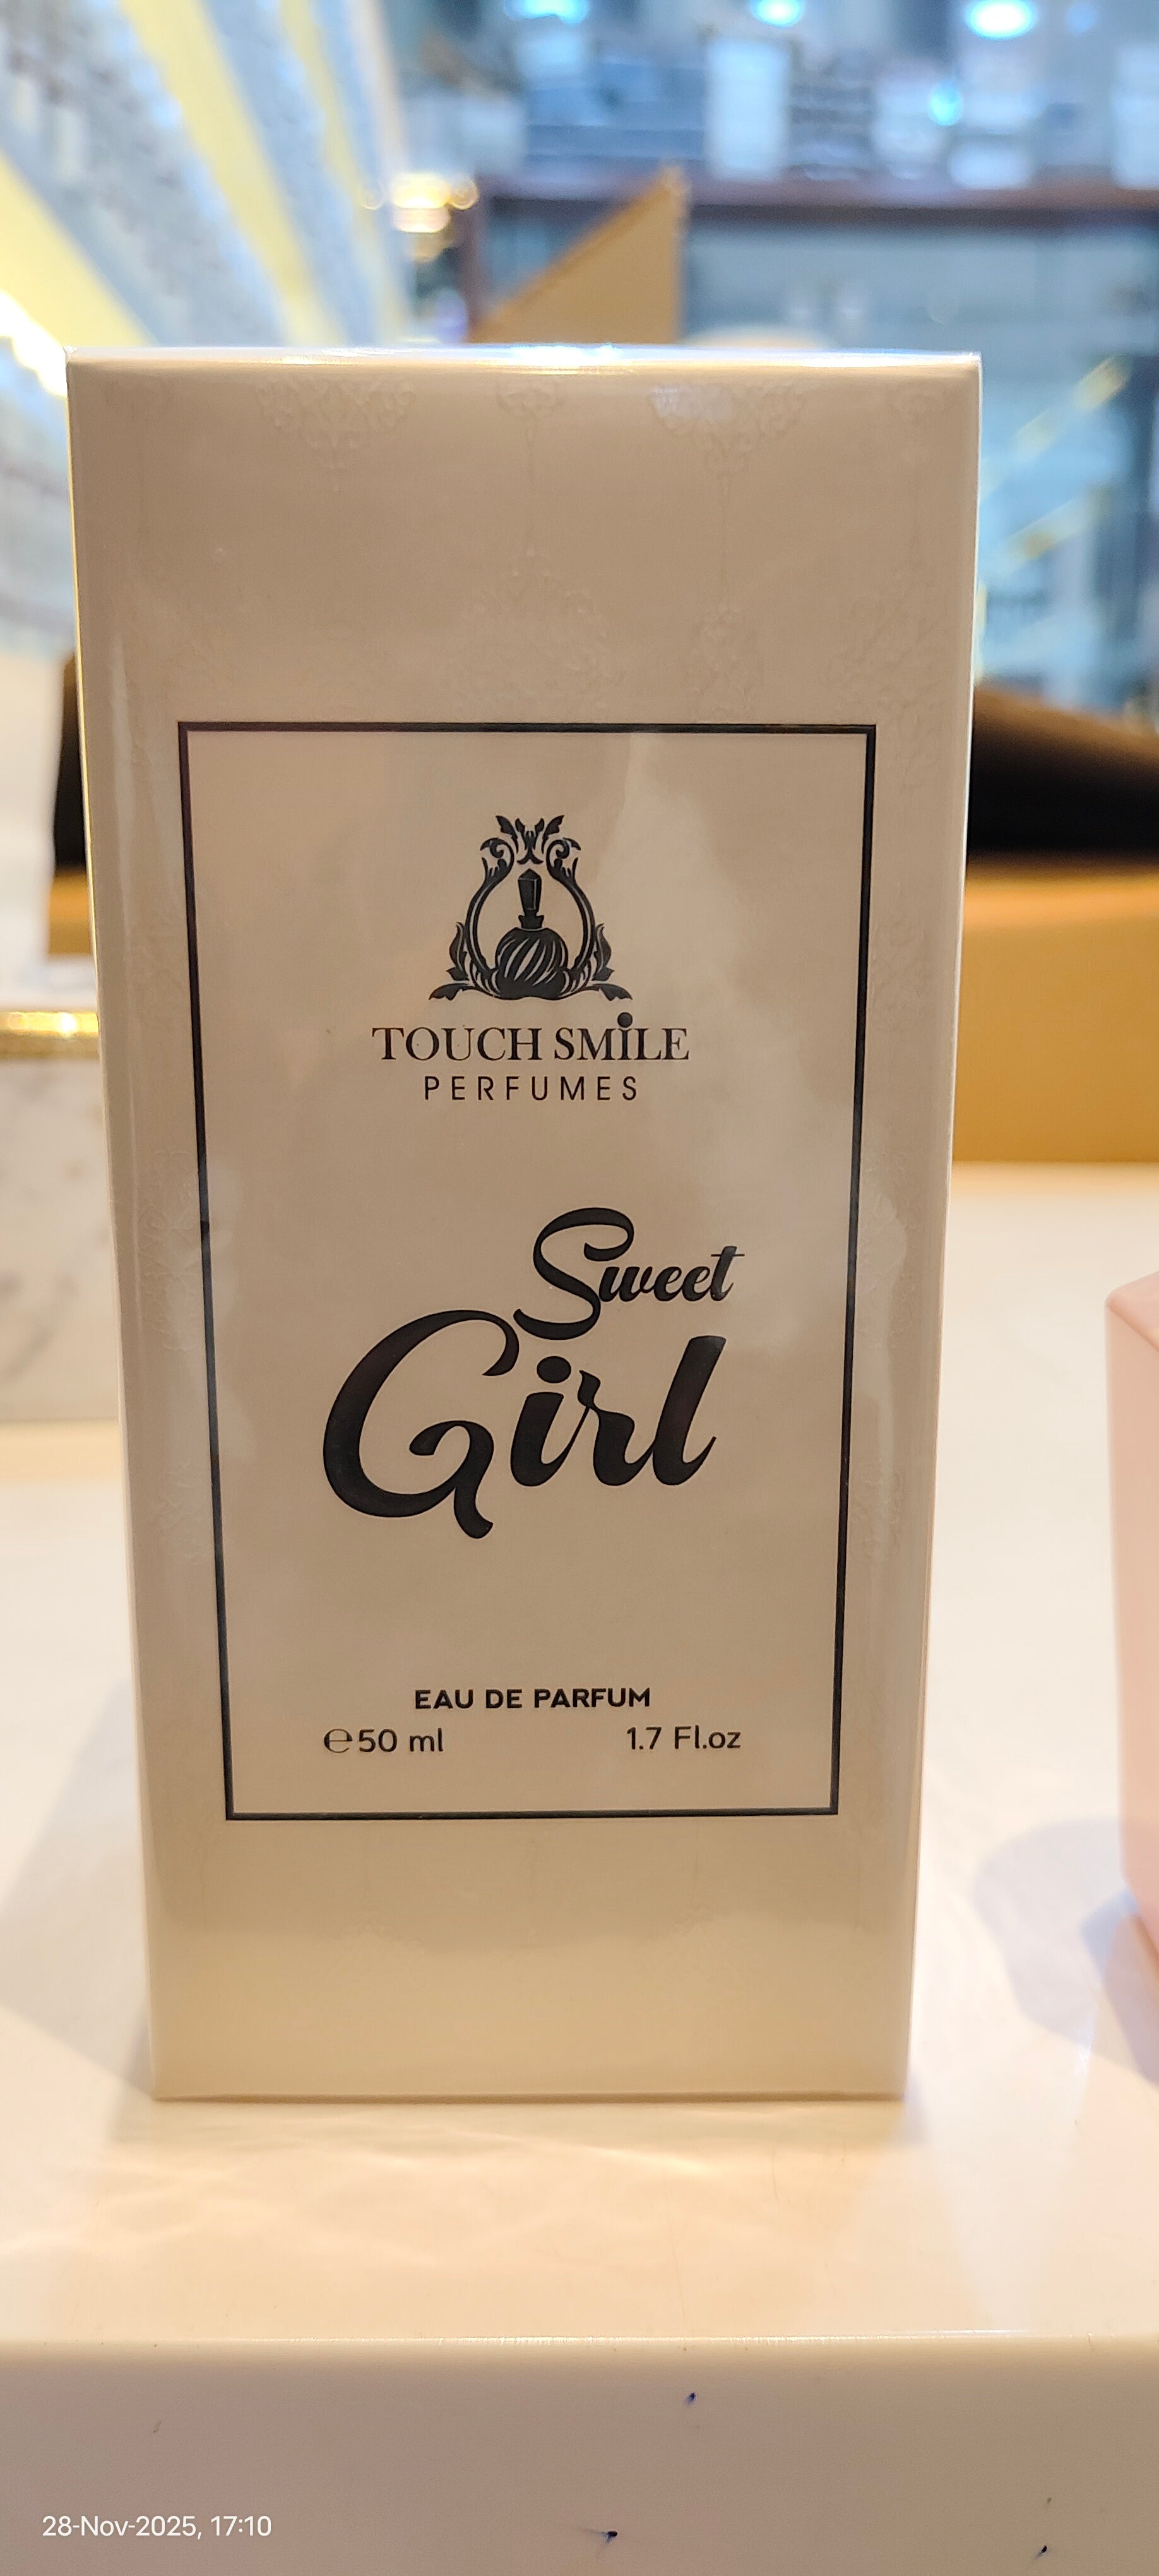 TOUCH SMiLE
PERFUMES
Sweet
Girl
EAU DE PARFUM
℮50 ml 1.7 Fl.oz
28-Nov-2025, 17:10